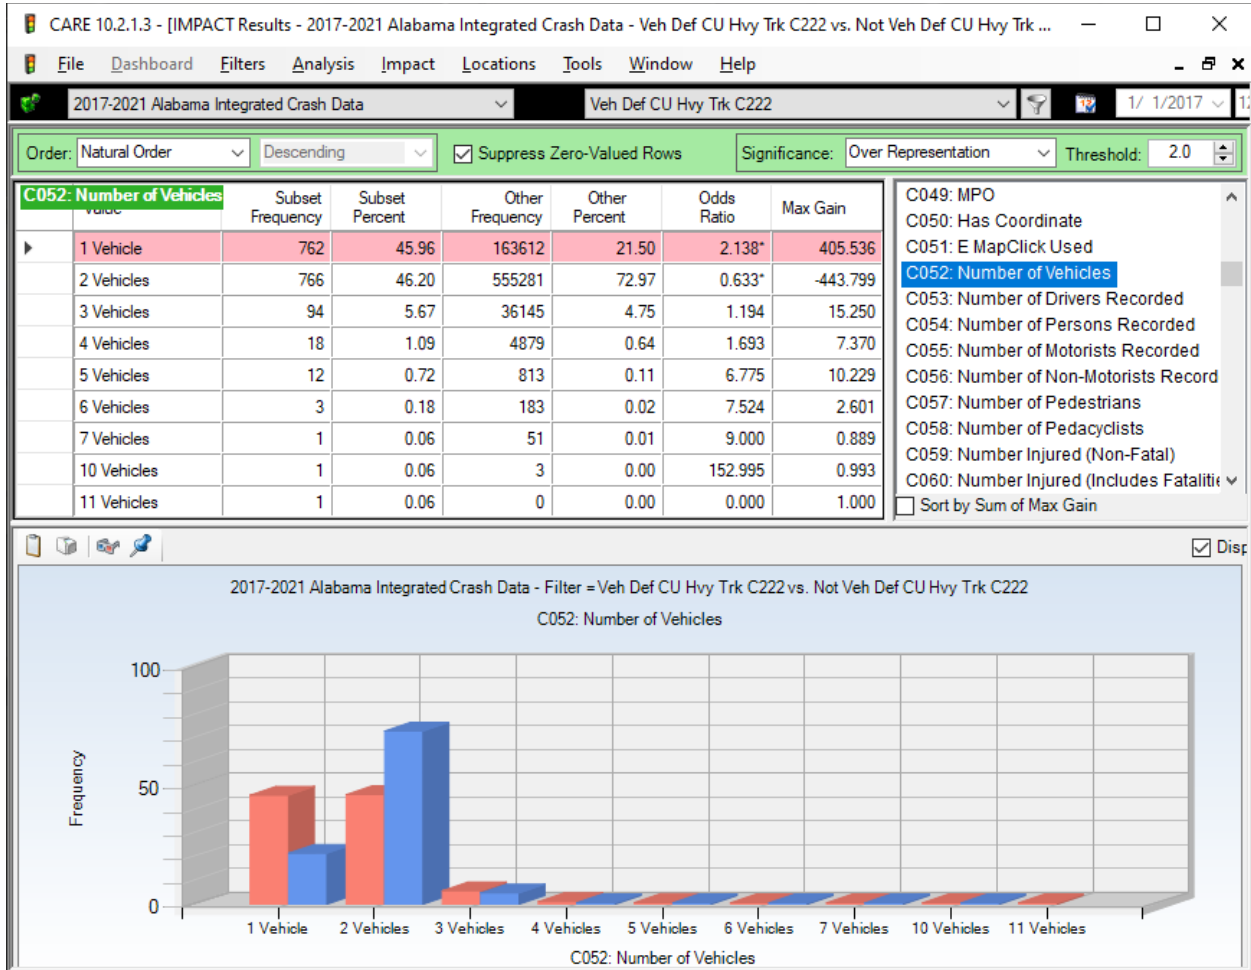 CARE 10.2.1.3 - [IMPACT Results - 2017-2021 Alabama Integrated Crash Data - Veh Def CU Hvy Trk C222 vs. Not Veh Def CU Hvy Trk ...
File Dashboard Filters Analysis Impact Locations Tools Window Help
2017-2021 Alabama Integrated Crash Data Veh Def CU Hvy Trk C222 1/ 1/2017
Order: Natural Order Descending Suppress Zero-Valued Rows Significance: Over Representation Threshold: 2.0
C052: Number of Vehicles Subset Frequency Subset Percent Other Frequency Other Percent Odds Ratio Max Gain
1 Vehicle 762 45.96 163612 21.50 2.138* 405.536
2 Vehicles 766 46.20 555281 72.97 0.633* -443.799
3 Vehicles 94 5.67 36145 4.75 1.194 15.250
4 Vehicles 18 1.09 4879 0.64 1.693 7.370
5 Vehicles 12 0.72 813 0.11 6.775 10.229
6 Vehicles 3 0.18 183 0.02 7.524 2.601
7 Vehicles 1 0.06 51 0.01 9.000 0.889
10 Vehicles 1 0.06 3 0.00 152.995 0.993
11 Vehicles 1 0.06 0 0.00 0.000 1.000
C049: MPO
C050: Has Coordinate
C051: E MapClick Used
C052: Number of Vehicles
C053: Number of Drivers Recorded
C054: Number of Persons Recorded
C055: Number of Motorists Recorded
C056: Number of Non-Motorists Record
C057: Number of Pedestrians
C058: Number of Pedacyclists
C059: Number Injured (Non-Fatal)
C060: Number Injured (Includes Fatalitie
Sort by Sum of Max Gain
Disp
2017-2021 Alabama Integrated Crash Data - Filter = Veh Def CU Hvy Trk C222 vs. Not Veh Def CU Hvy Trk C222
C052: Number of Vehicles
100
50
0
Frequency
1 Vehicle 2 Vehicles 3 Vehicles 4 Vehicles 5 Vehicles 6 Vehicles 7 Vehicles 10 Vehicles 11 Vehicles
C052: Number of Vehicles